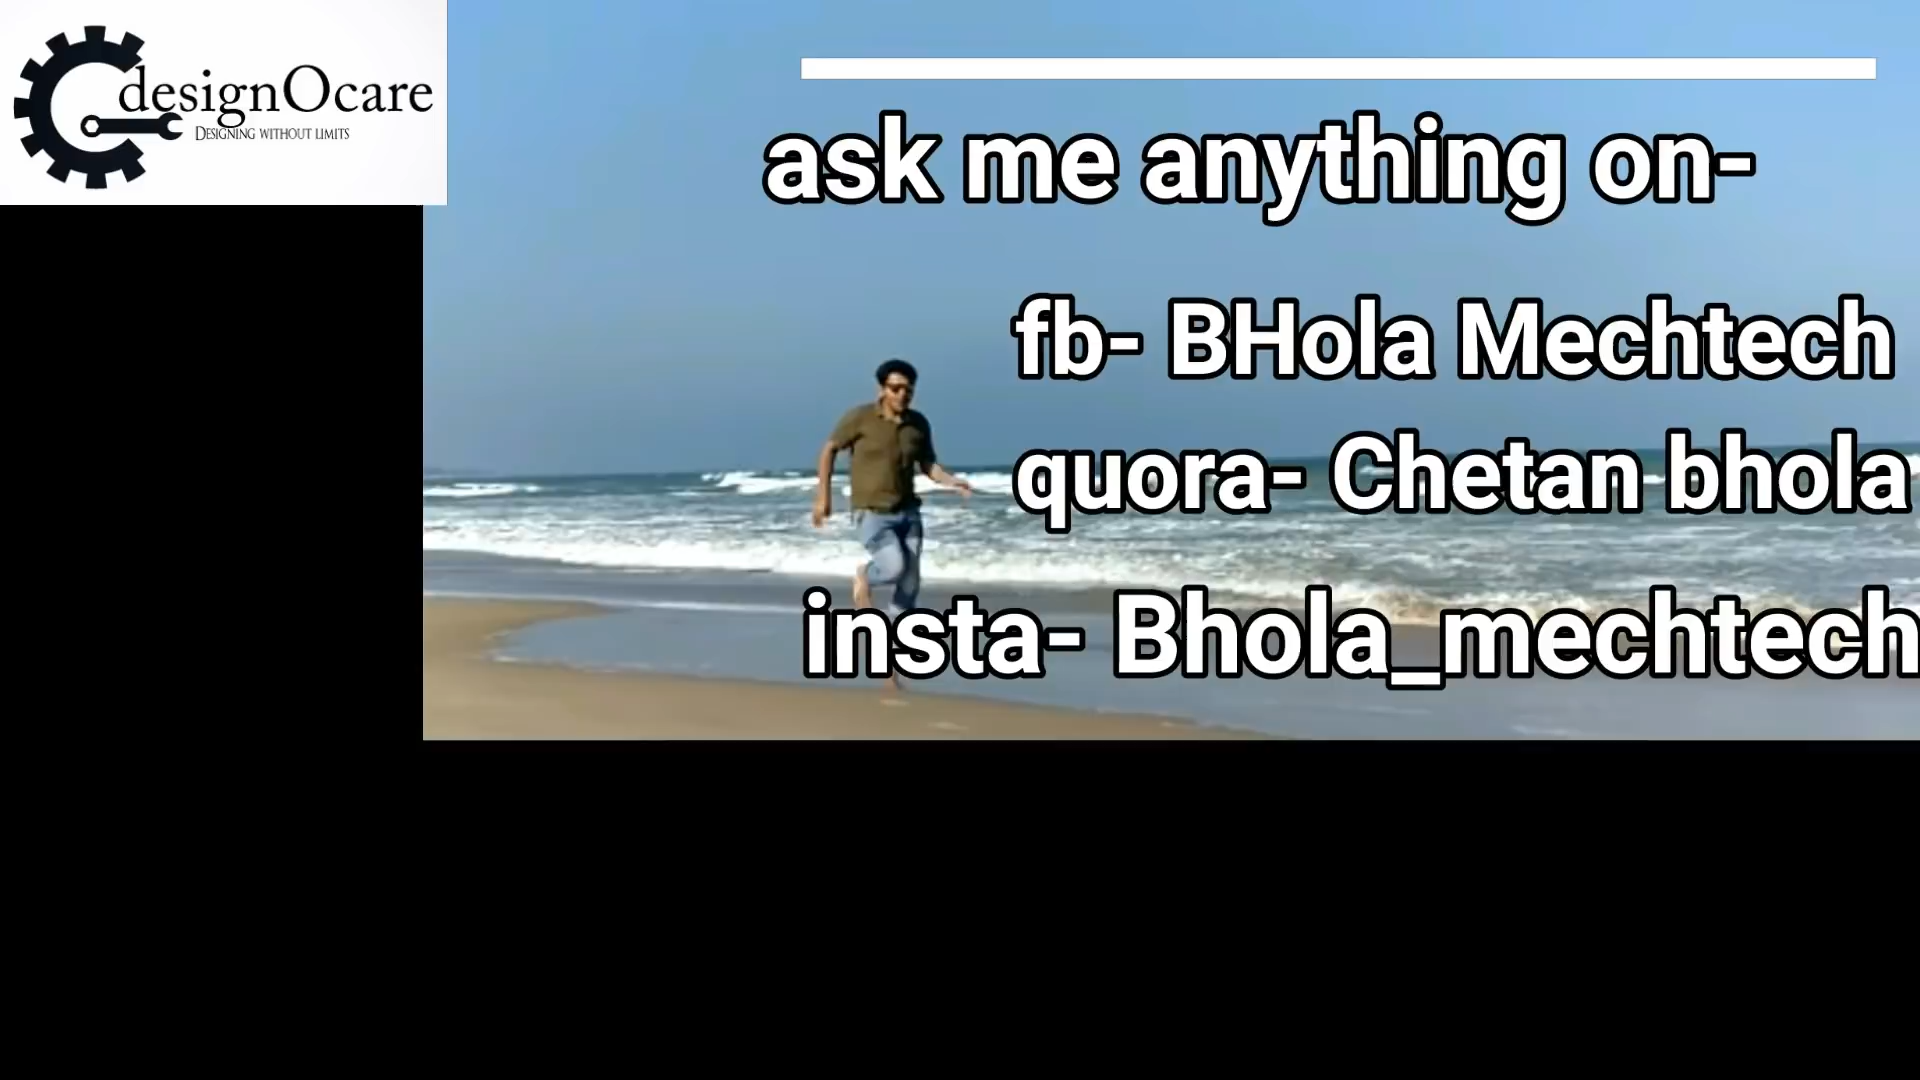 designOcare
DESIGNING WITHOUT LIMITS
ask me anything on-
fb- BHola Mechtech
quora- Chetan bhola
insta- Bhola_mechtech